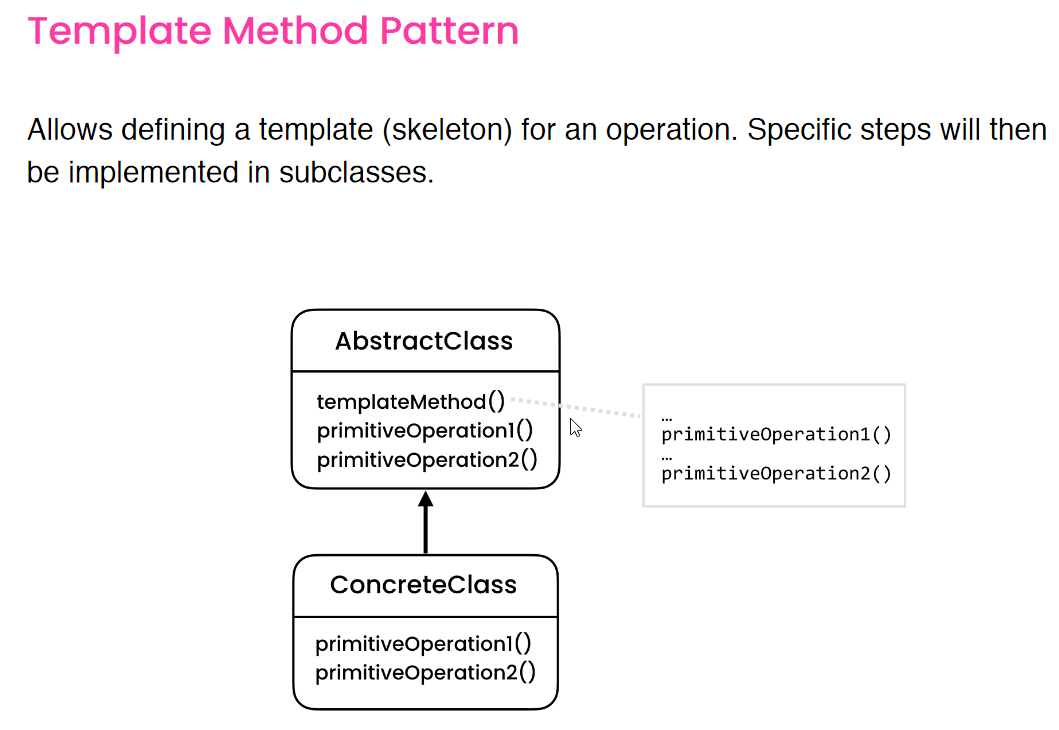 Template Method Pattern
Allows defining a template (skeleton) for an operation. Specific steps will then
be implemented in subclasses.
AbstractClass
templateMethod()
primitiveOperation1()
primitiveOperation2()
...
primitiveOperation1()
...
primitiveOperation2()
ConcreteClass
primitiveOperation1()
primitiveOperation2()